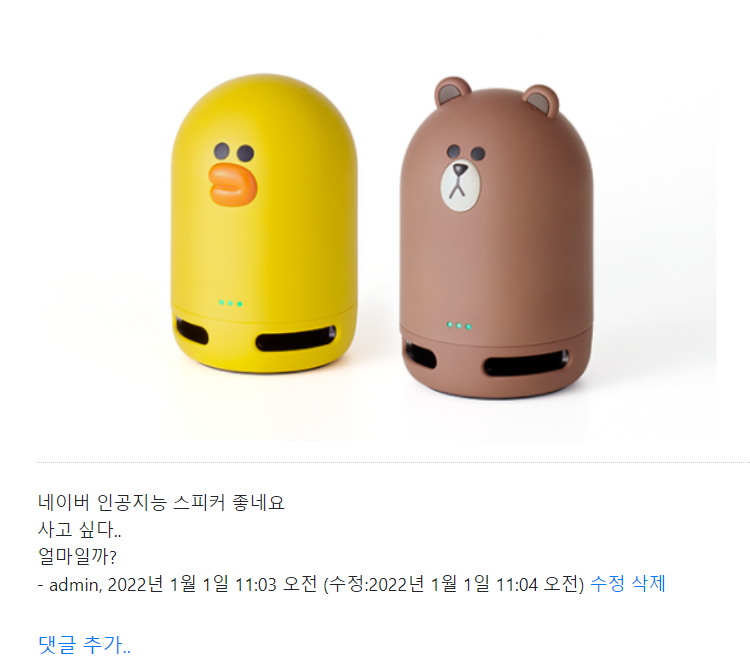 네이버 인공지능 스피커 좋네요
사고 싶다..
얼마일까?
- admin, 2022년 1월 1일 11:03 오전 (수정:2022년 1월 1일 11:04 오전) 수정 삭제
댓글 추가..